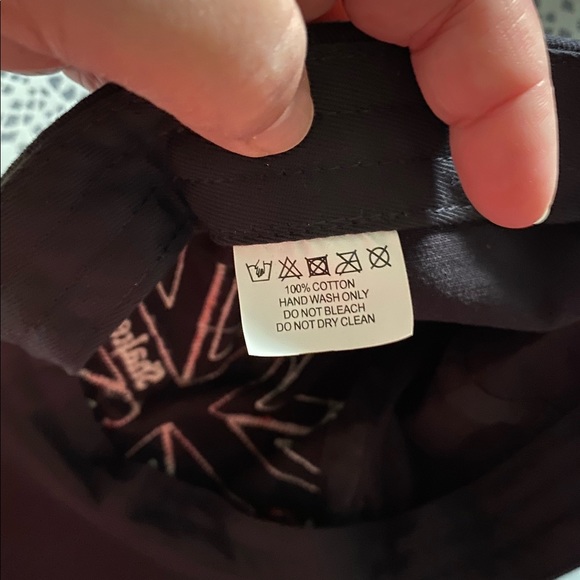 100% COTTON
HAND WASH ONLY
DO NOT BLEACH
DO NOT DRY CLEAN